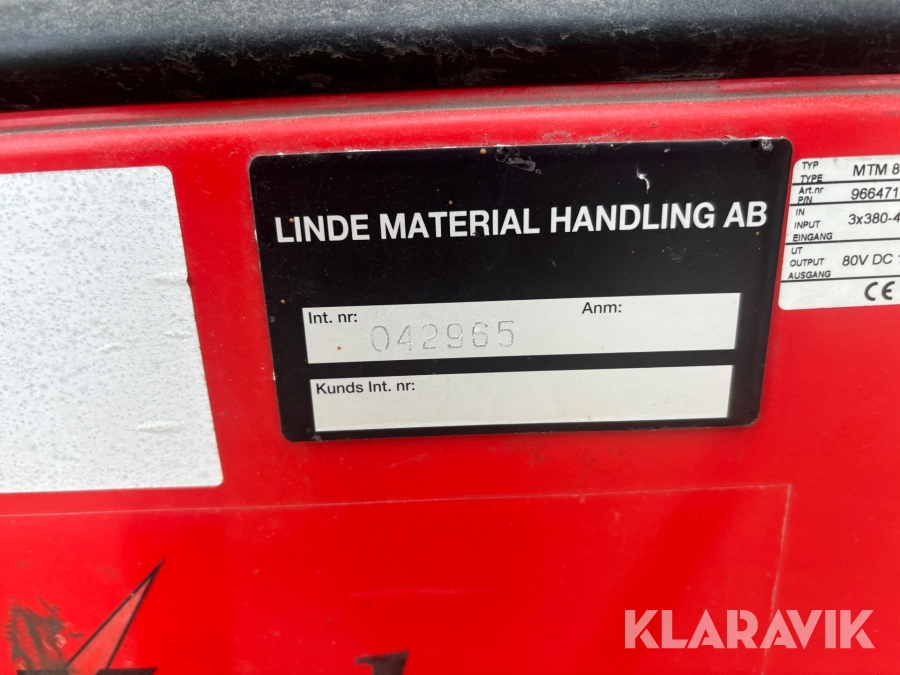 LINDE MATERIAL HANDLING AB
Int. nr:
Anm:
042965
Kunds Int. nr:
TYP
TYPE
MTM 8
Art.nr
P/N
966471
IN
INPUT
EINGANG
3x380-4
UT
OUTPUT
AUSGANG
80V DC
CE
KLARAVIK